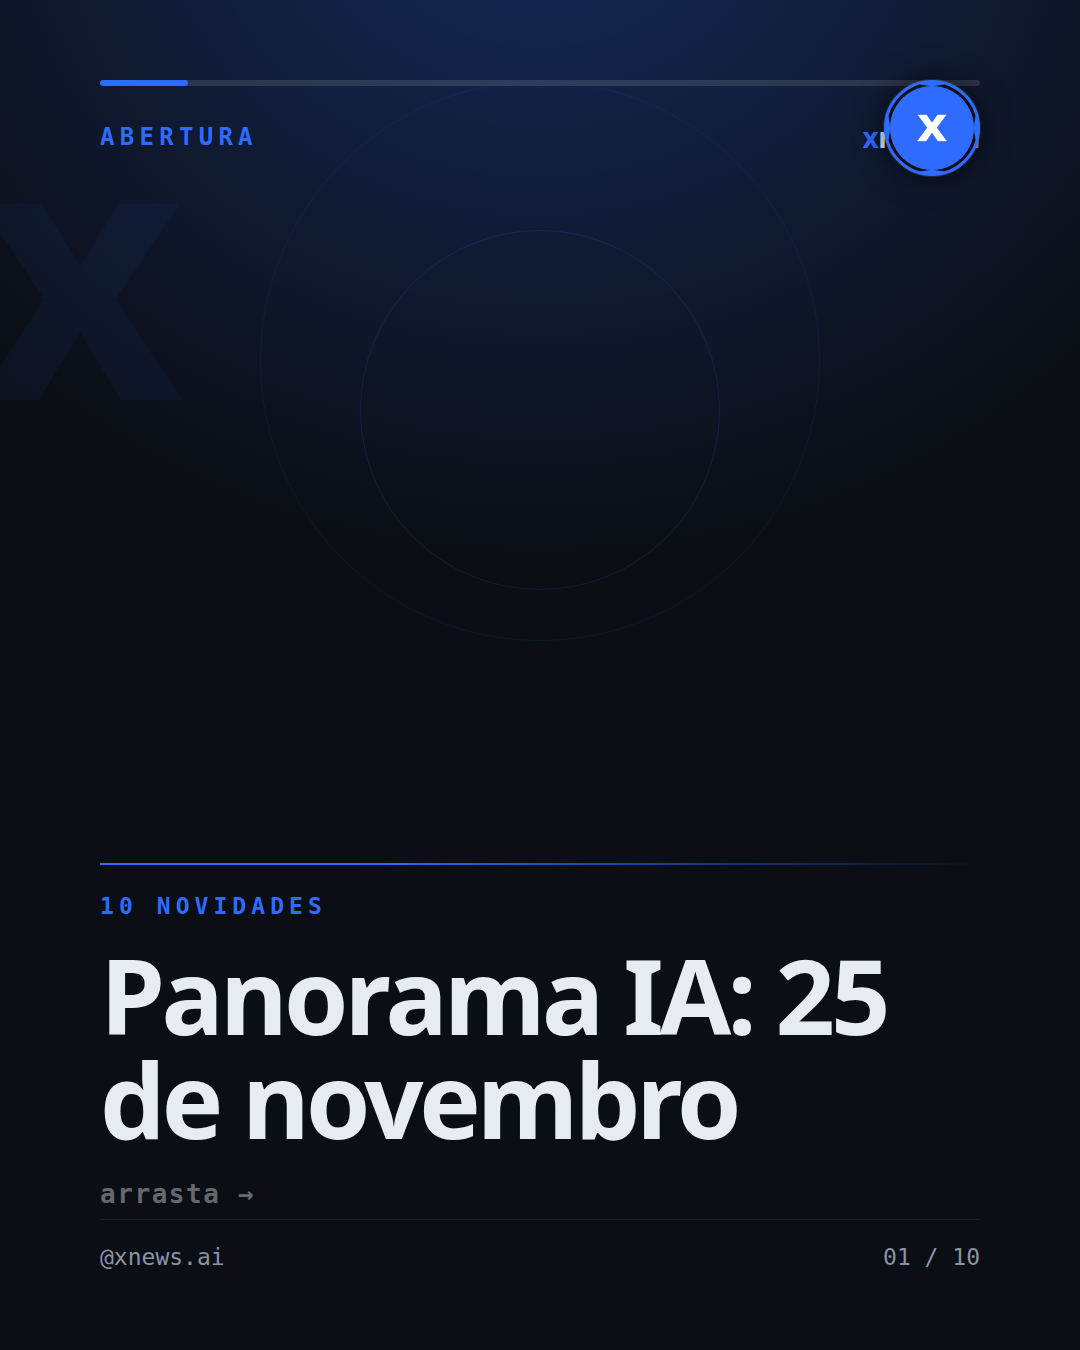 ABERTURA
x
X
10 NOVIDADES
Panorama IA: 25
de novembro
arrasta →
@xnews.ai
01 / 10